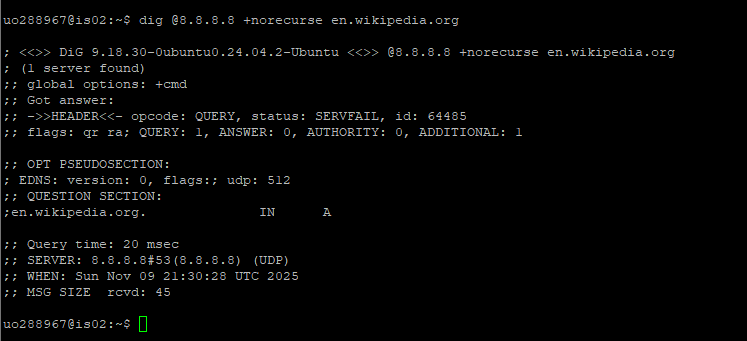 uo288967@is02:~$ dig @8.8.8.8 +norecurse en.wikipedia.org
; <<>> DiG 9.18.30-0ubuntu0.24.04.2-Ubuntu <<>> @8.8.8.8 +norecurse en.wikipedia.org
; (1 server found)
;; global options: +cmd
;; Got answer:
;; ->>HEADER<<- opcode: QUERY, status: SERVFAIL, id: 64485
;; flags: qr ra; QUERY: 1, ANSWER: 0, AUTHORITY: 0, ADDITIONAL: 1
;; OPT PSEUDOSECTION:
; EDNS: version: 0, flags:; udp: 512
;; QUESTION SECTION:
;en.wikipedia.org. IN A
;; Query time: 20 msec
;; SERVER: 8.8.8.8#53(8.8.8.8) (UDP)
;; WHEN: Sun Nov 09 21:30:28 UTC 2025
;; MSG SIZE rcvd: 45
uo288967@is02:~$